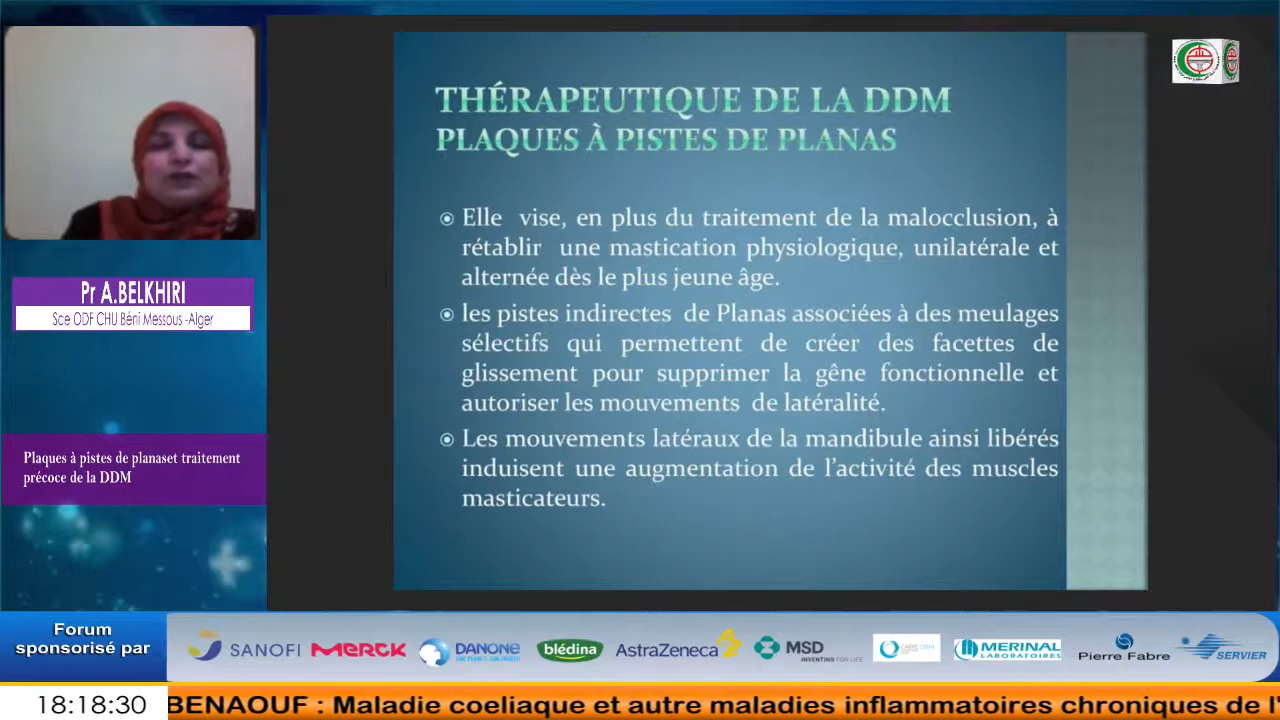 THÉRAPEUTIQUE DE LA DDM
PLAQUES À PISTES DE PLANAS
Elle vise, en plus du traitement de la malocclusion, à
rétablir une mastication physiologique, unilatérale et
alternée dès le plus jeune âge.
les pistes indirectes de Planas associées à des meulages
sélectifs qui permettent de créer des facettes de
glissement pour supprimer la gêne fonctionnelle et
autoriser les mouvements de latéralité.
Les mouvements latéraux de la mandibule ainsi libérés
induisent une augmentation de l'activité des muscles
masticateurs.
Pr A.BELKHIRI
Sce ODF CHU Béni Messous -Alger
Plaques à pistes de planaset traitement
précoce de la DDM
Forum
sponsorisé par
SANOFI
MERCK
DANONE
blédina
AstraZeneca
MSD
INVENTING FOR LIFE
MERINAL
LABORATOIRES
Pierre Fabre
SERVIER
18:18:30
BENAOUF : Maladie coeliaque et autre maladies inflammatoires chroniques de l